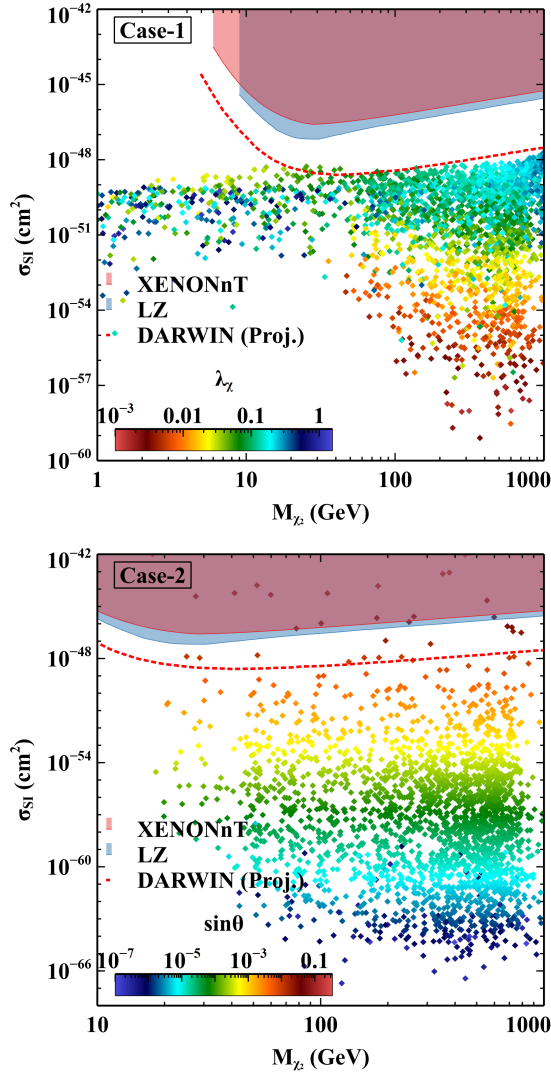 Case-1
10⁻⁴²
10⁻⁴⁵
10⁻⁴⁸
10⁻⁵¹
10⁻⁵⁴
10⁻⁵⁷
10⁻⁶⁰
σSI (cm²)
XENONnT
LZ
DARWIN (Proj.)
λχ
10⁻³ 0.01 0.1 1
1 10 100 1000
Mχ₂ (GeV)
Case-2
10⁻⁴²
10⁻⁴⁸
10⁻⁵⁴
10⁻⁶⁰
10⁻⁶⁶
σSI (cm²)
XENONnT
LZ
DARWIN (Proj.)
sinθ
10⁻⁷ 10⁻⁵ 10⁻³ 0.1
10 100 1000
Mχ₂ (GeV)